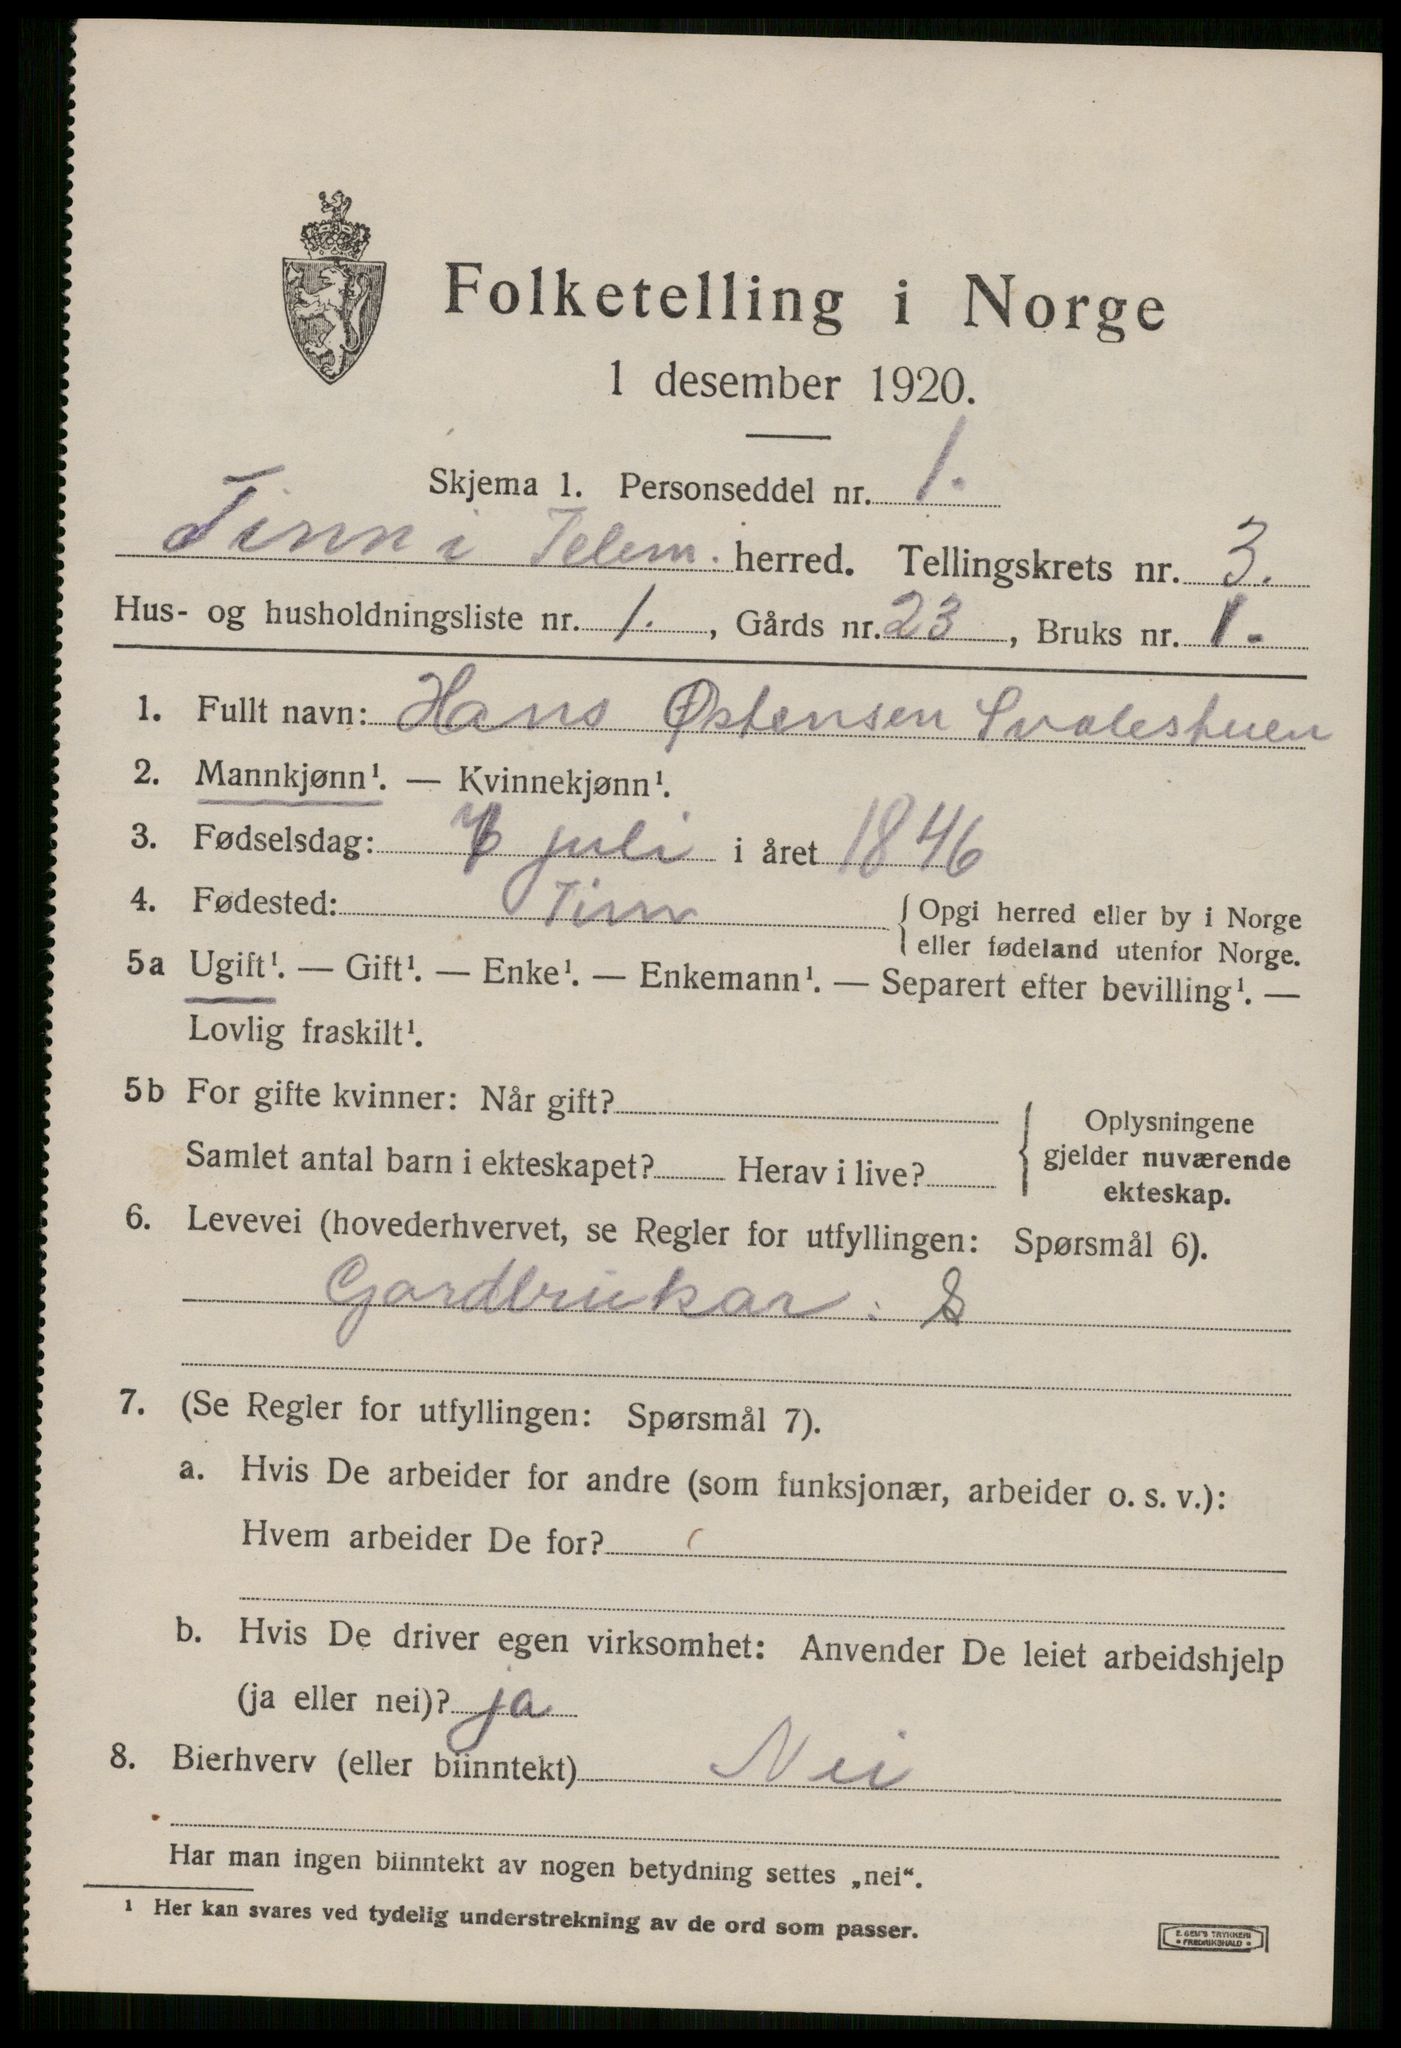 Folketelling i Norge
1 desember 1920.
Skjema 1. Personseddel nr. 1.
Tinn i Telem. herred. Tellingskrets nr. 3.
Hus- og husholdningsliste nr. 1., Gårds nr. 23, Bruks nr. 1.
1. Fullt navn: Hans Østensen Svalestuen
2. Mannkjønn¹. — Kvinnekjønn¹.
3. Fødselsdag: juli i året 1846
4. Fødested: Tinn { Opgi herred eller by i Norge
eller fødeland utenfor Norge.
5a Ugift¹. — Gift¹. — Enke¹. — Enkemann¹. — Separert efter bevilling¹. —
Lovlig fraskilt¹.
5b For gifte kvinner: Når gift?
Samlet antal barn i ekteskapet? Herav i live?
{ Oplysningene
gjelder nuværende
ekteskap.
6. Levevei (hovederhvervet, se Regler for utfyllingen: Spørsmål 6).
Gardbrukar. S
7. (Se Regler for utfyllingen: Spørsmål 7).
a. Hvis De arbeider for andre (som funksjonær, arbeider o. s. v.):
Hvem arbeider De for?
b. Hvis De driver egen virksomhet: Anvender De leiet arbeidshjelp
(ja eller nei)? ja
8. Bierhverv (eller biinntekt) Nei
Har man ingen biinntekt av nogen betydning settes „nei“.
¹ Her kan svares ved tydelig understrekning av de ord som passer.
E. SEM'S TRYKKERI
• FREDRIKSHALD •